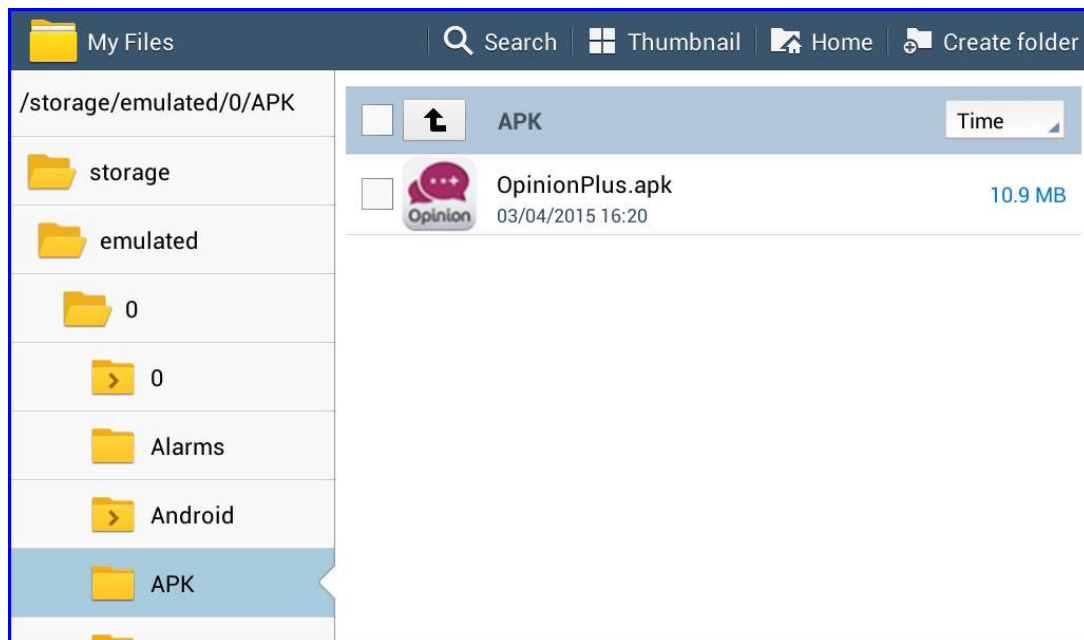 My Files
Search
Thumbnail
Home
Create folder
/storage/emulated/0/APK
storage
emulated
0
0
Alarms
Android
APK
APK
Time
Opinion
OpinionPlus.apk
03/04/2015 16:20
10.9 MB